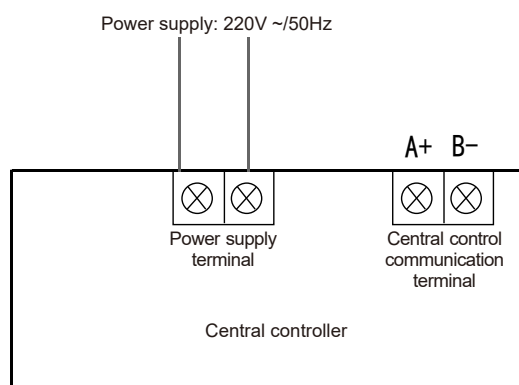 Power supply: 220V ~/50Hz
A+ B-
Power supply
terminal
Central control
communication
terminal
Central controller